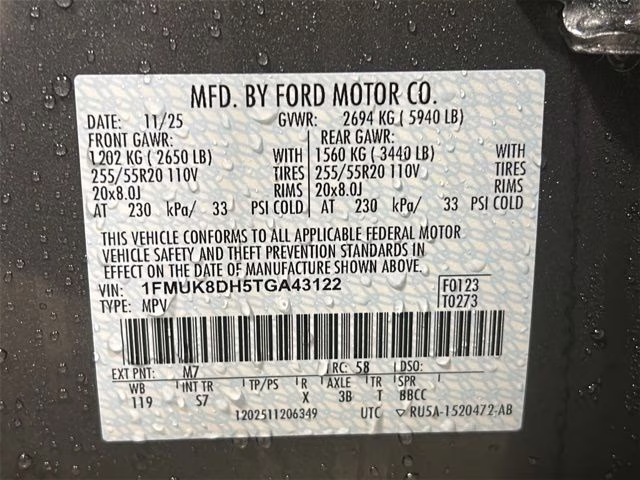 MFD. BY FORD MOTOR CO.
DATE: 11/25 GVWR: 2694 KG ( 5940 LB)
FRONT GAWR: REAR GAWR:
1202 KG ( 2650 LB) WITH 1560 KG ( 3440 LB) WITH
255/55R20 110V TIRES 255/55R20 110V TIRES
20x8.0J RIMS 20x8.0J RIMS
AT 230 kPa/ 33 PSI COLD AT 230 kPa/ 33 PSI COLD
THIS VEHICLE CONFORMS TO ALL APPLICABLE FEDERAL MOTOR
VEHICLE SAFETY AND THEFT PREVENTION STANDARDS IN
EFFECT ON THE DATE OF MANUFACTURE SHOWN ABOVE.
VIN: 1FMUK8DH5TGA43122 F0123
TYPE: MPV T0273
EXT PNT: M7 RC: 58 DSO:
WB INT TR TP/PS R AXLE TR SPR
119 S7 X 3B T BBCC
1202511206349 UTC ▽ RU5A-1520472-AB